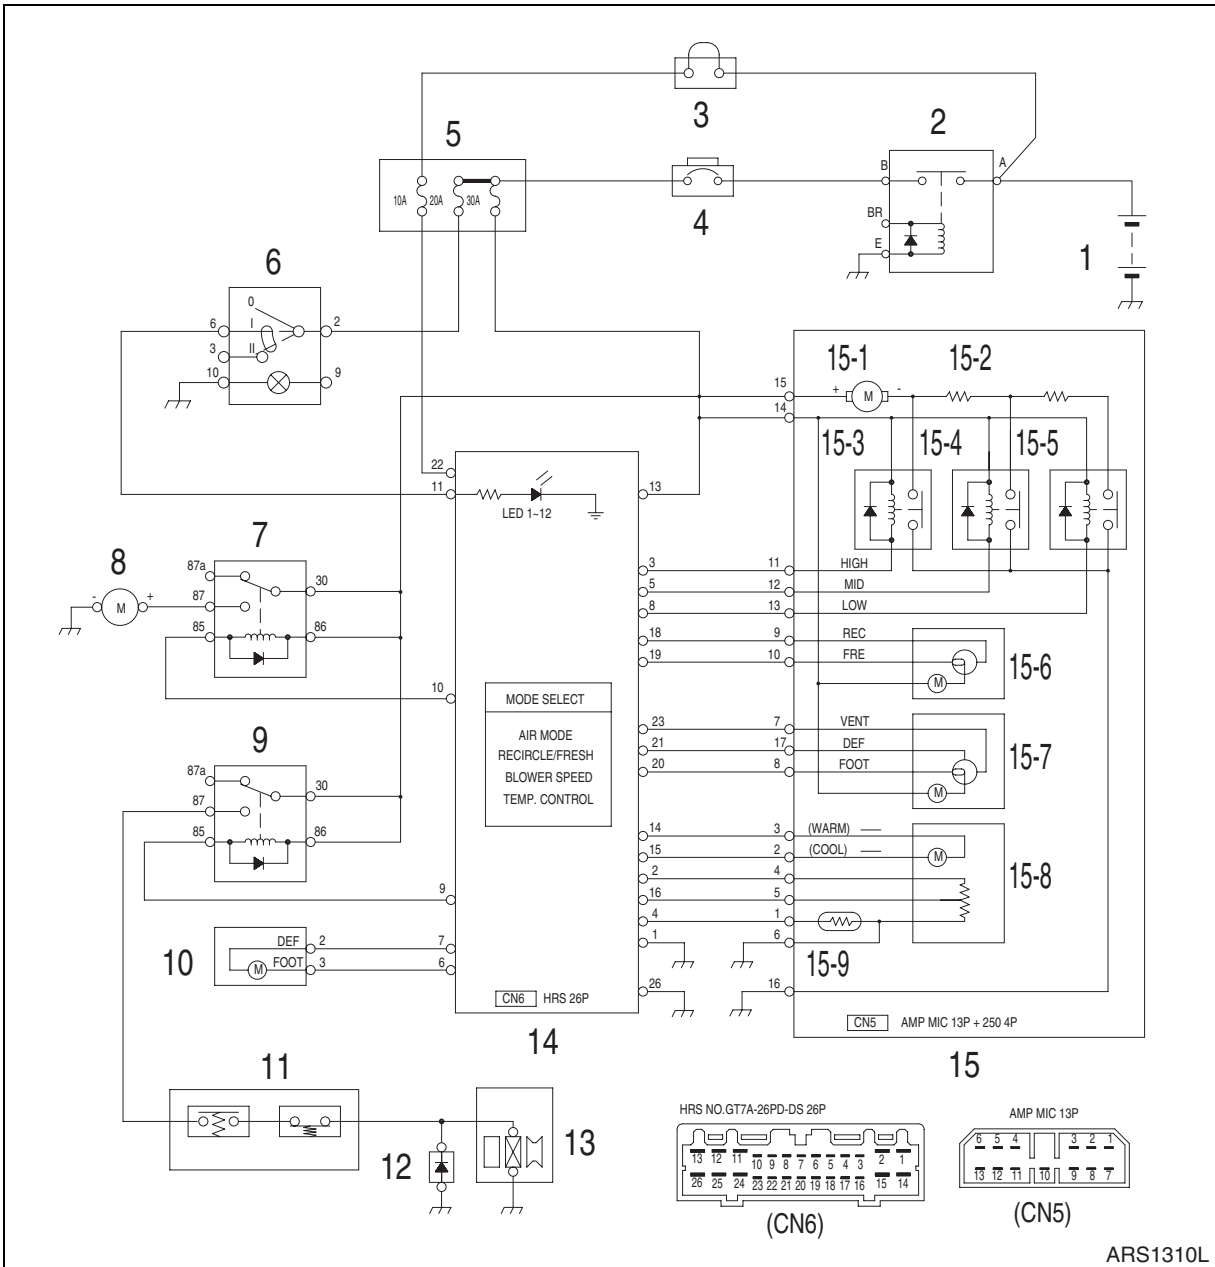 3
2
5
B
A
10A
20A
30A
4
BR
E
1
6
0
6
I
2
3
II
10
9
15-1
15-2
15
+
M
-
14
15-3
15-4
15-5
22
11
LED 1~12
13
7
8
87a
30
-
M
+
87
85
86
3
11
HIGH
5
12
MID
8
13
LOW
18
9
REC
19
10
FRE
15-6
M
10
MODE SELECT
AIR MODE
RECIRCLE/FRESH
BLOWER SPEED
TEMP. CONTROL
9
87a
30
87
85
86
23
7
VENT
21
17
DEF
20
8
FOOT
15-7
M
14
3
(WARM)
15
2
(COOL)
M
2
4
15-8
16
5
4
1
1
6
15-9
9
10
DEF
2
7
M
FOOT
3
6
26
16
CN6
HRS 26P
CN5
AMP MIC 13P + 250 4P
14
15
11
12
13
HRS NO.GT7A-26PD-DS 26P
13 12 11 10 9 8 7 6 5 4 3 2 1
26 25 24 23 22 21 20 19 18 17 16 15 14
(CN6)
AMP MIC 13P
6 5 4 3 2 1
13 12 11 10 9 8 7
(CN5)
ARS1310L